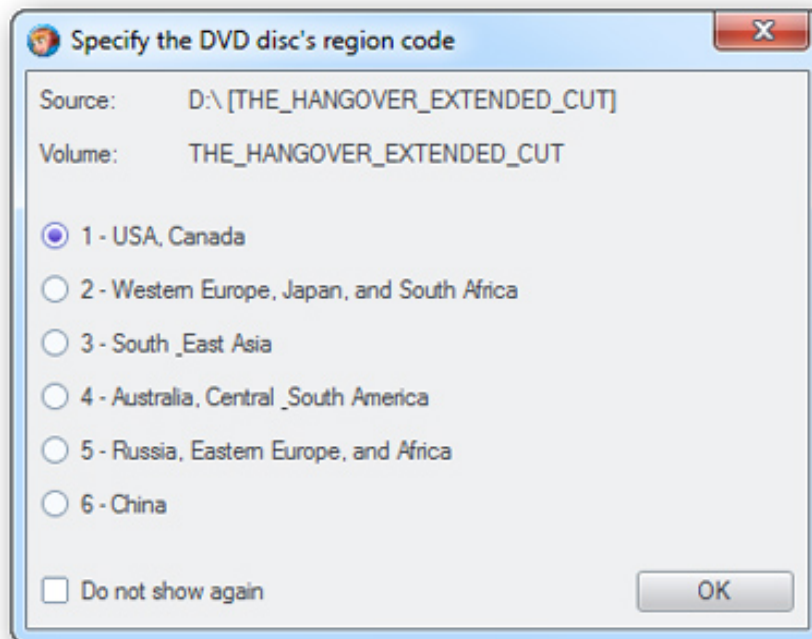 Specify the DVD disc's region code
Source: D:\ [THE_HANGOVER_EXTENDED_CUT]
Volume: THE_HANGOVER_EXTENDED_CUT
1 - USA, Canada
2 - Western Europe, Japan, and South Africa
3 - South _East Asia
4 - Australia, Central _South America
5 - Russia, Eastern Europe, and Africa
6 - China
Do not show again OK